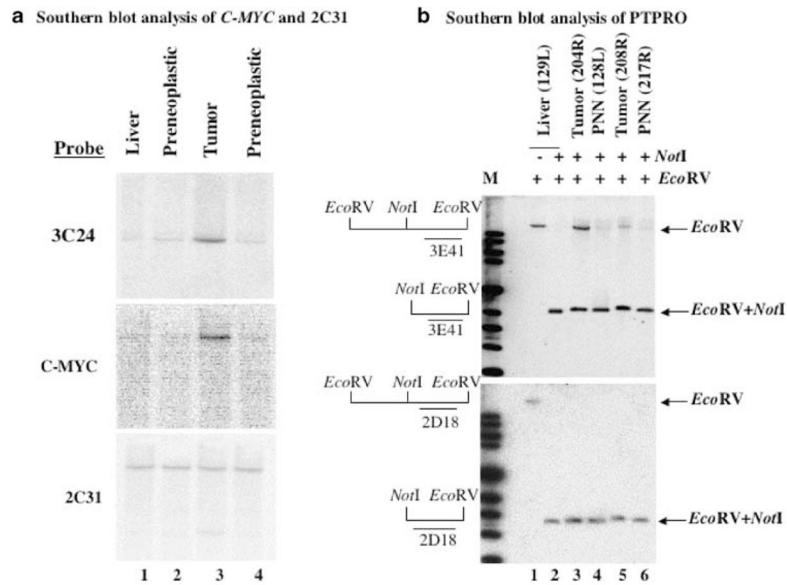 a Southern blot analysis of C-MYC and 2C31
Probe
Liver
Preneoplastic
Tumor
Preneoplastic
3C24
C-MYC
2C31
1 2 3 4
b Southern blot analysis of PTPRO
Liver (129L)
Tumor (204R)
PNN (128L)
Tumor (208R)
PNN (217R)
- + + + + + NotI
M + + + + + + EcoRV
EcoRV NotI EcoRV
3E41
EcoRV
NotI EcoRV
3E41
EcoRV+NotI
EcoRV NotI EcoRV
2D18
EcoRV
NotI EcoRV
2D18
EcoRV+NotI
1 2 3 4 5 6